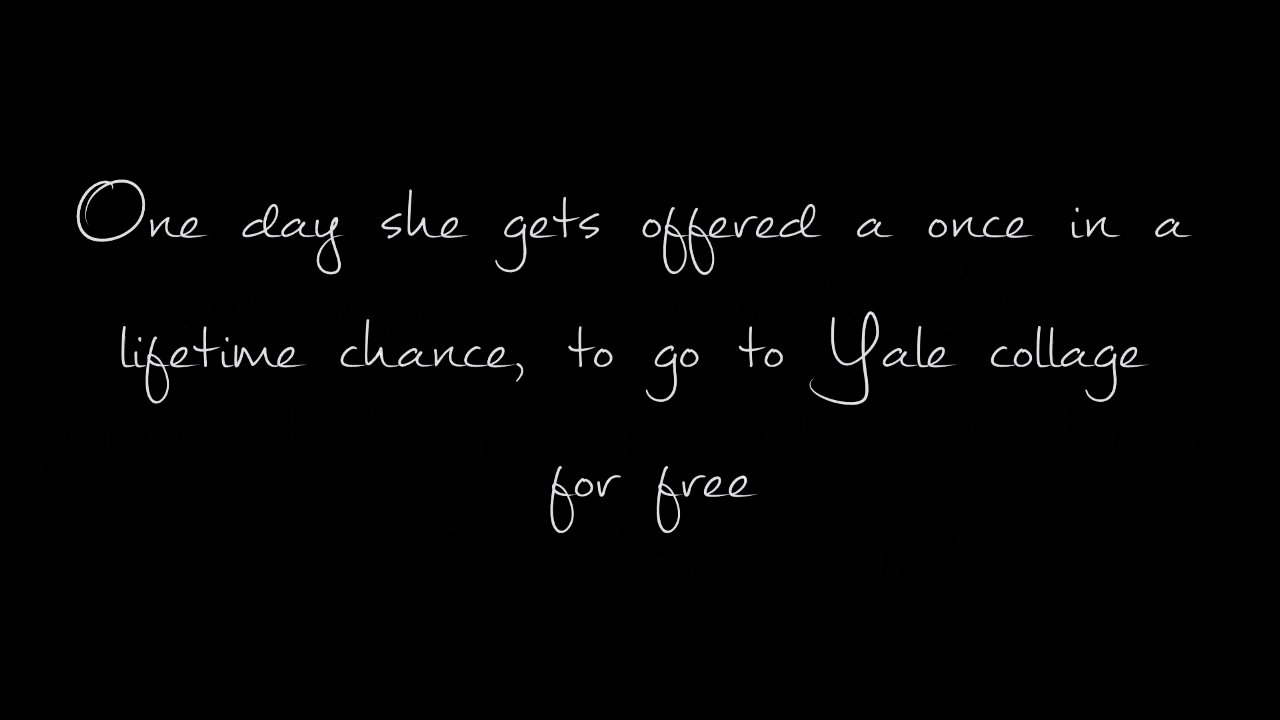 One day she gets offered a once in a
lifetime chance, to go to Yale collage
for free